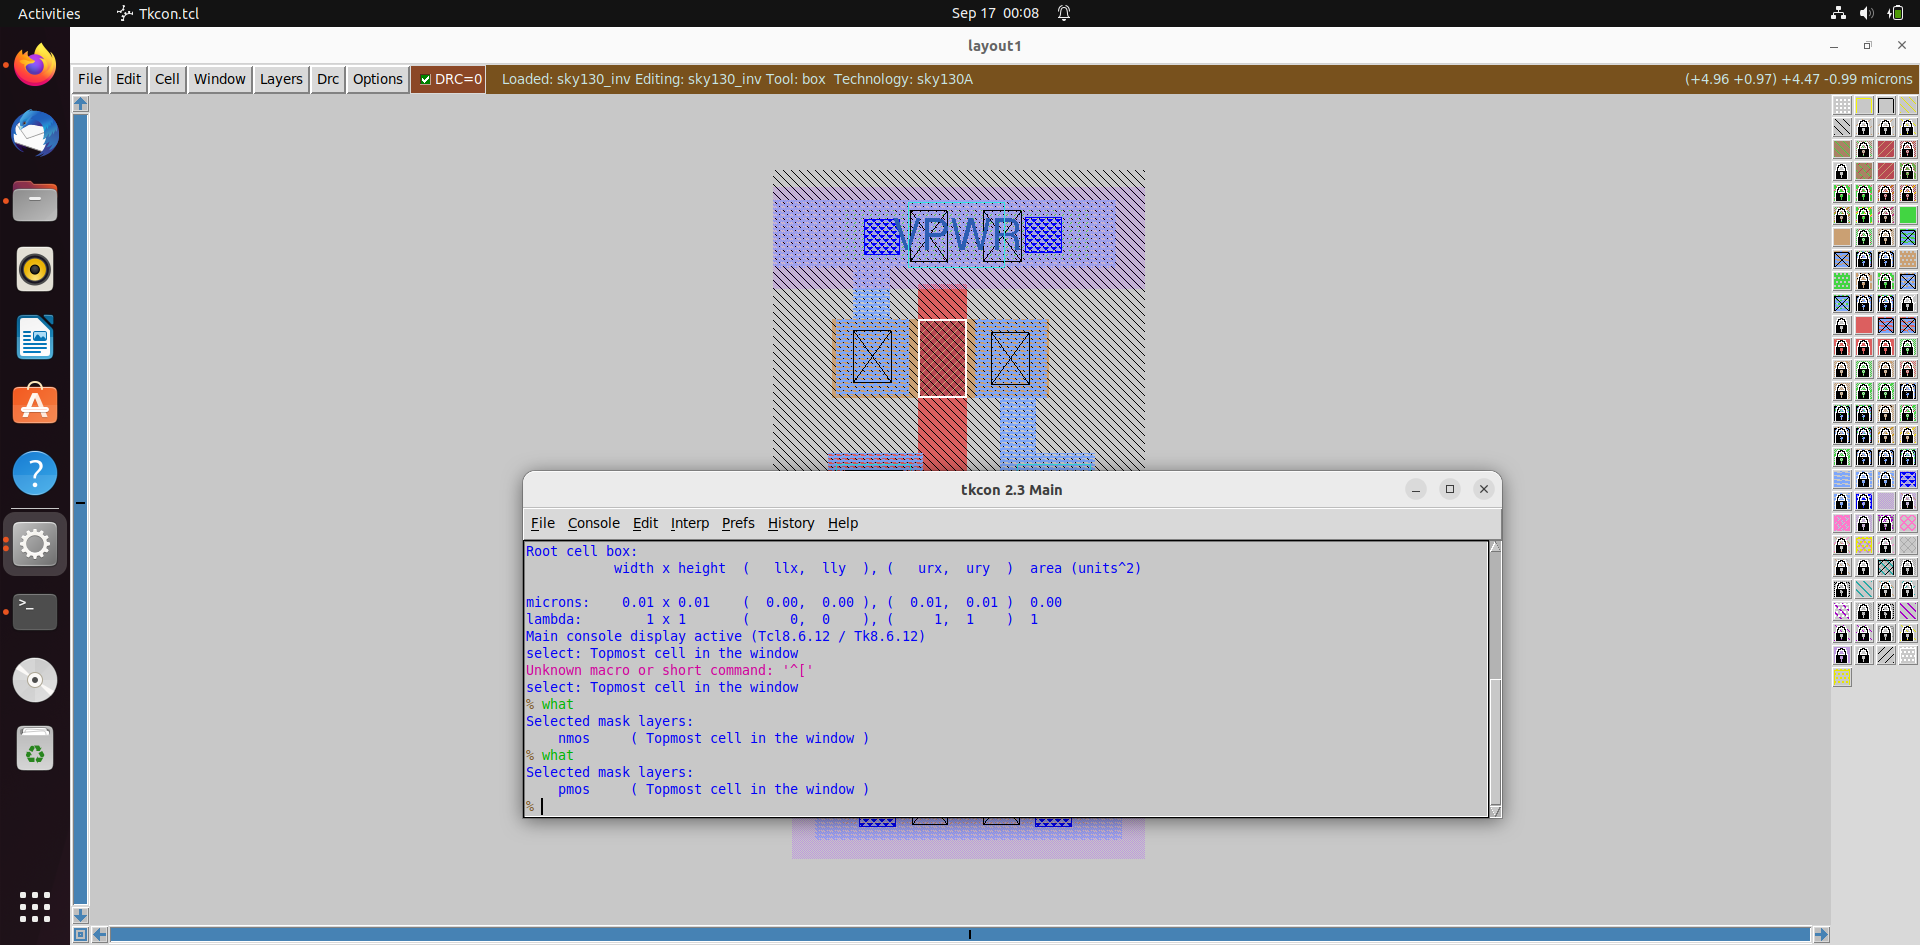 Activities
Tkcon.tcl
Sep 17 00:08
layout1
File Edit Cell Window Layers Drc Options DRC=0 Loaded: sky130_inv Editing: sky130_inv Tool: box Technology: sky130A (+4.96 +0.97) +4.47 -0.99 microns
VPWR
tkcon 2.3 Main
File Console Edit Interp Prefs History Help
Root cell box:
width x height ( llx, lly ), ( urx, ury ) area (units^2)
microns: 0.01 x 0.01 ( 0.00, 0.00 ), ( 0.01, 0.01 ) 0.00
lambda: 1 x 1 ( 0, 0 ), ( 1, 1 ) 1
Main console display active (Tcl8.6.12 / Tk8.6.12)
select: Topmost cell in the window
Unknown macro or short command: '^['
select: Topmost cell in the window
% what
Selected mask layers:
nmos ( Topmost cell in the window )
% what
Selected mask layers:
pmos ( Topmost cell in the window )
%